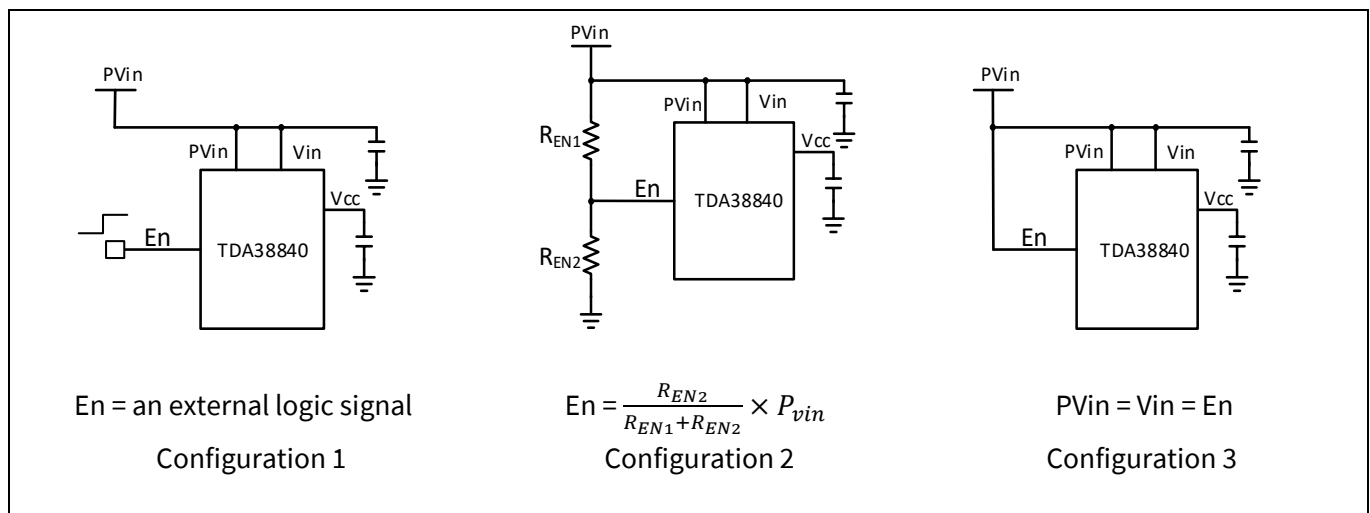 PVin
PVin
Vin
Vcc
En
TDA38840
En = an external logic signal
Configuration 1
PVin
PVin
Vin
R_EN1
Vcc
En
TDA38840
R_EN2
En = R_EN2 / (R_EN1+R_EN2) × P_vin
Configuration 2
PVin
PVin
Vin
Vcc
En
TDA38840
PVin = Vin = En
Configuration 3